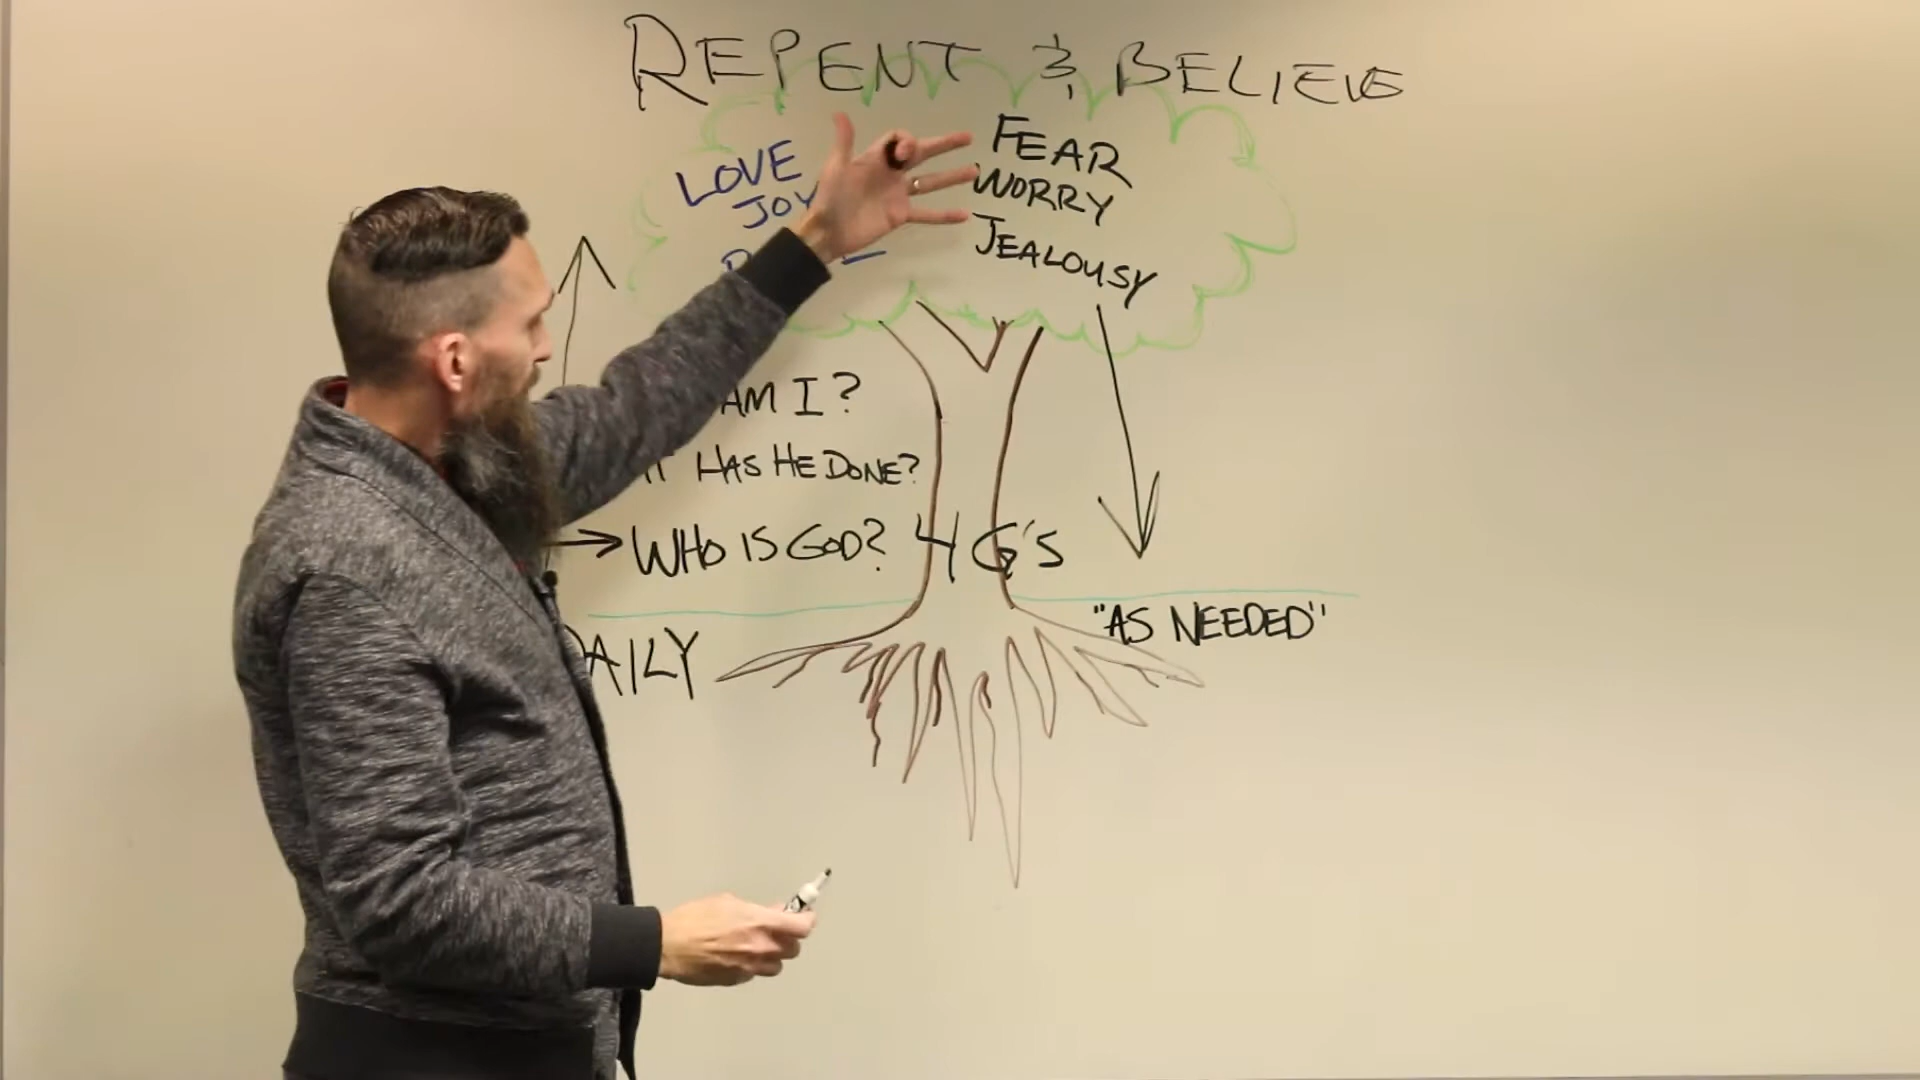 REPENT & BELIEVE
LOVE
JOY
FEAR
WORRY
JEALOUSY
AM I?
HAS HE DONE?
WHO IS GOD? 4 G'S
DAILY
"AS NEEDED"